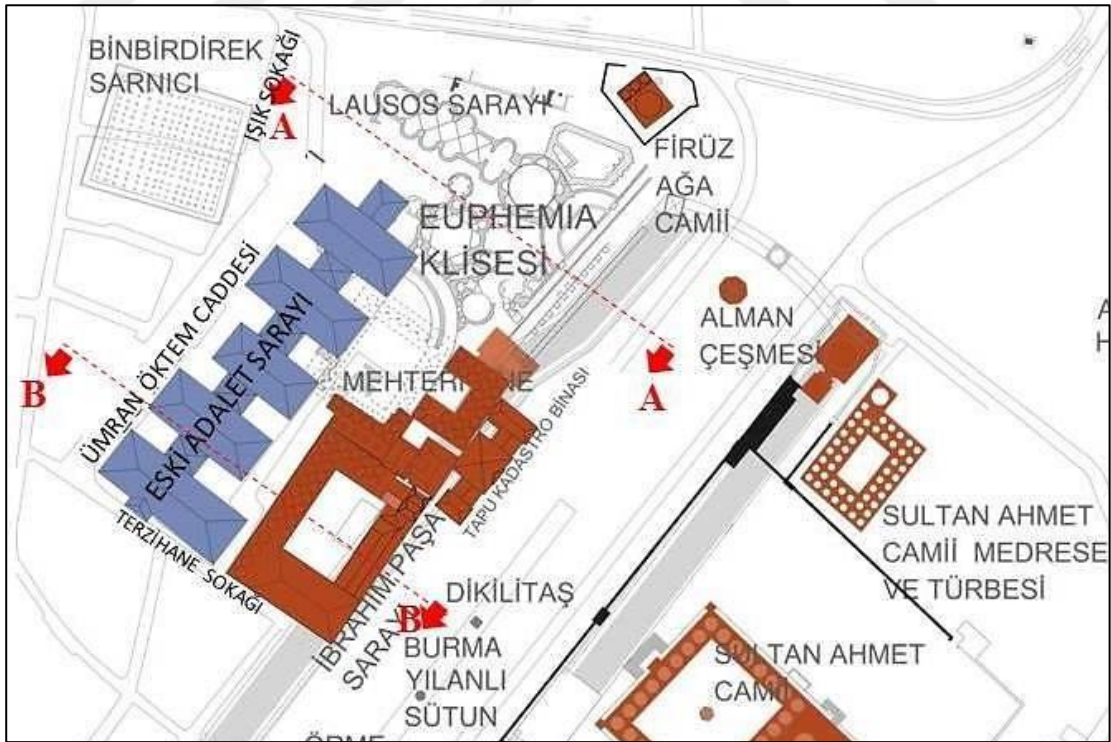 BİNBİRDİREK
SARNICI
IŞIK SOKAĞI
A
LAUSOS SARAYI
FİRÜZ
AĞA
CAMİİ
EUPHEMIA
KLİSESİ
ALMAN
ÇEŞMESİ
A
ÜMRAN ÖKTEM CADDESİ
ESKİ ADALET SARAYI
B
TERZİHANE SOKAĞI
TAPU KADASTRO BİNASI
İBRAHİM PAŞA
DİKİLİTAŞ
B
BURMA
YILANLI
SÜTUN
SULTAN AHMET
CAMİİ MEDRESE
VE TÜRBESİ
SULTAN AHMET
CAMİİ